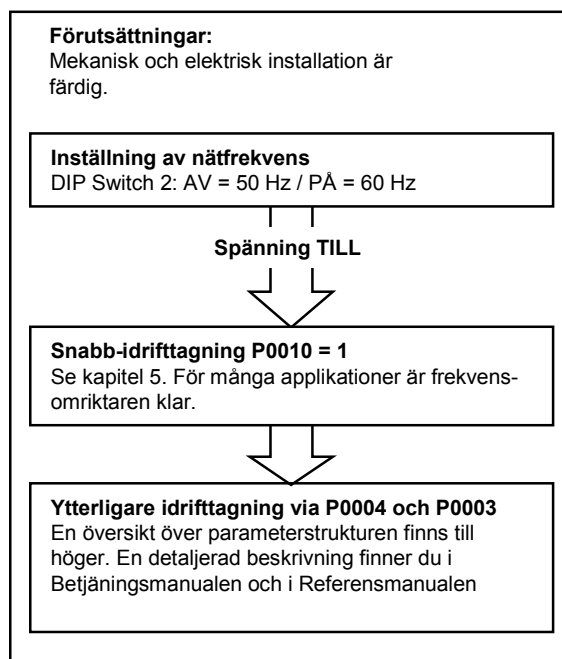 Förutsättningar:
Mekanisk och elektrisk installation är
färdig.
Inställning av nätfrekvens
DIP Switch 2: AV = 50 Hz / PÅ = 60 Hz
Spänning TILL
Snabb-idrifttagning P0010 = 1
Se kapitel 5. För många applikationer är frekvens-
omriktaren klar.
Ytterligare idrifttagning via P0004 och P0003
En översikt över parameterstrukturen finns till
höger. En detaljerad beskrivning finner du i
Betjäningsmanualen och i Referensmanualen